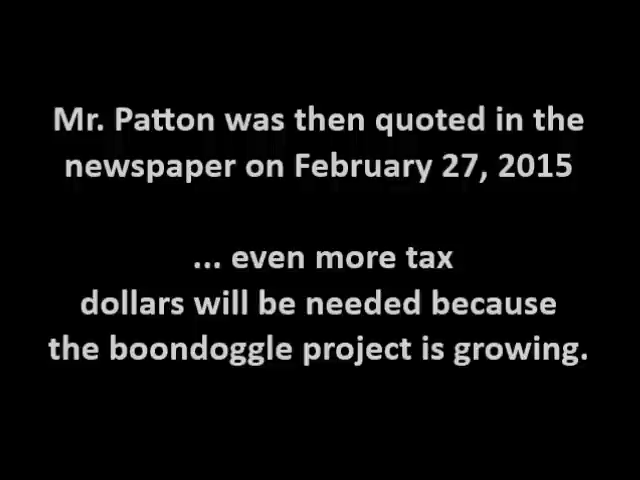 Mr. Patton was then quoted in the
newspaper on February 27, 2015
... even more tax
dollars will be needed because
the boondoggle project is growing.